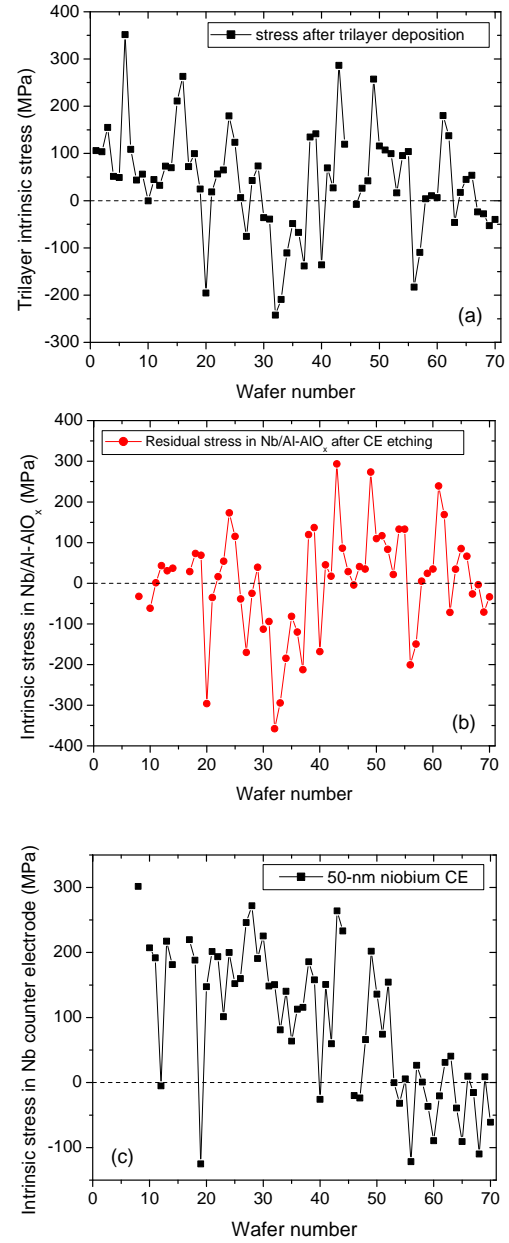 400
300
200
100
0
-100
-200
-300
0 10 20 30 40 50 60 70
Trilayer intrinsic stress (MPa)
stress after trilayer deposition
(a)
Wafer number
400
300
200
100
0
-100
-200
-300
-400
0 10 20 30 40 50 60 70
Intrinsic stress in Nb/Al-AlOx (MPa)
Residual stress in Nb/Al-AlOx after CE etching
(b)
Wafer number
300
200
100
0
-100
0 10 20 30 40 50 60 70
Intrinsic stress in Nb counter electrode (MPa)
50-nm niobium CE
(c)
Wafer number